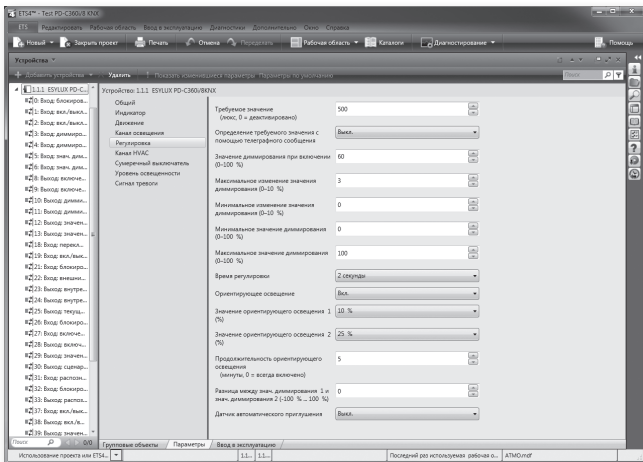 ETS4™ - Test PD-C360i/8 KNX
ETS Редактировать Рабочая область Ввод в эксплуатацию Диагностики Дополнительно Окно Справка
Новый Закрыть проект Печать Отмена Переделать Рабочая область Каталоги Диагностирование Помощь
Устройства
Добавить устройства Удалить Показать изменившиеся параметры Параметры по умолчанию Поиск
1.1.1 ESYLUX PD-C...
0: Вход: блокиров...
1: Вход: вкл./выкл...
2: Вход: вкл./выкл...
3: Вход: диммиро...
4: Вход: диммиро...
5: Вход: знач. дим...
6: Вход: знач. дим...
8: Выход: включе...
9: Выход: включе...
10: Выход: димми...
11: Выход: димми...
12: Выход: значен...
13: Выход: значен...
18: Вход: перекл...
19: Вход: вкл./вык...
21: Вход: блокиро...
22: Вход: внешни...
23: Выход: внутре...
24: Выход: внутре...
25: Выход: текущ...
26: Вход: блокиро...
27: Вход: включе...
28: Выход: включ...
29: Выход: значен...
30: Выход: сценар...
31: Вход: распозн...
32: Вход: блокиро...
33: Выход: распоз...
37: Вход: вкл./вык...
38: Выход: вкл./в...
39: Выход: значен...
Поиск 0/0
Устройство: 1.1.1 ESYLUX PD-C360i/8KNX
Общий
Индикатор
Движение
Канал освещения
Регулировка
Канал HVAC
Сумеречный выключатель
Уровень освещенности
Сигнал тревоги
Требуемое значение 500
(люкс, 0 = деактивировано)
Определение требуемого значения с Выкл.
помощью телеграфного сообщения
Значение диммирования при включении 60
(0–100 %)
Максимальное изменение значения 3
диммирования (0–10 %)
Минимальное изменение значения 0
диммирования (0–100 %)
Минимальное значение диммирования 0
(0–100 %)
Максимальное значение диммирования 100
(0–100 %)
Время регулировки 2 секунды
Ориентирующее освещение Вкл.
Значение ориентирующего освещения 1 10 %
(%)
Значение ориентирующего освещения 2 25 %
(%)
Продолжительность ориентирующего 5
освещения
(минуты, 0 = всегда включено)
Разница между знач. диммирования 1 и 0
знач. диммирования 2 (-100 % ... 100 %)
Датчик автоматического приглушения Выкл.
Групповые объекты Параметры Ввод в эксплуатацию
Использование проекта или ETS4... 1.1... 1.1... Последний раз используемая рабочая о... ATMO.mdf